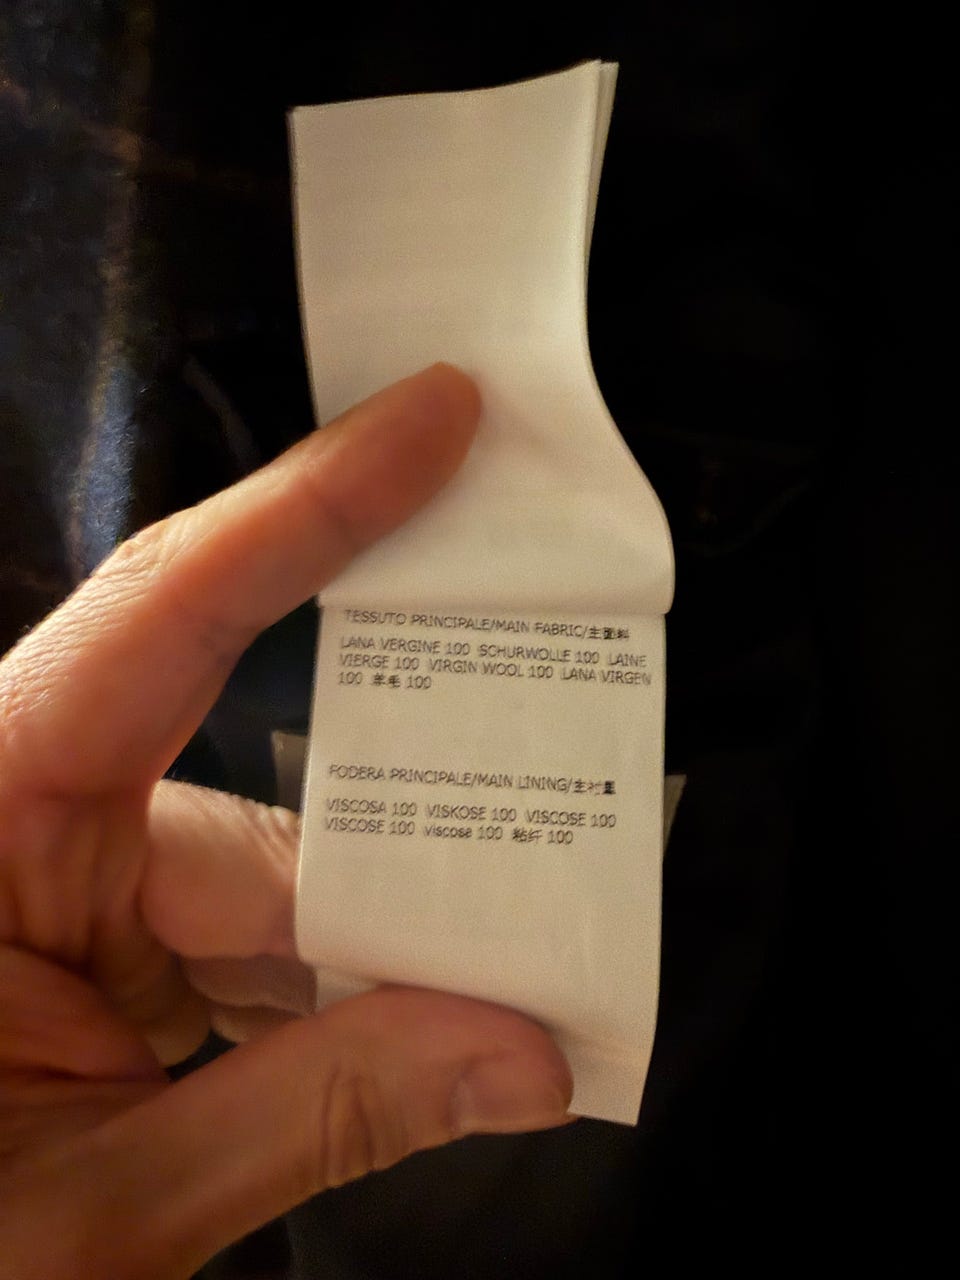 TESSUTO PRINCIPALE/MAIN FABRIC/主面料
LANA VERGINE 100 SCHURWOLLE 100 LAINE
VIERGE 100 VIRGIN WOOL 100 LANA VIRGEN
100 羊毛 100
FODERA PRINCIPALE/MAIN LINING/主衬里
VISCOSA 100 VISKOSE 100 VISCOSE 100
VISCOSE 100 Viscose 100 粘纤 100